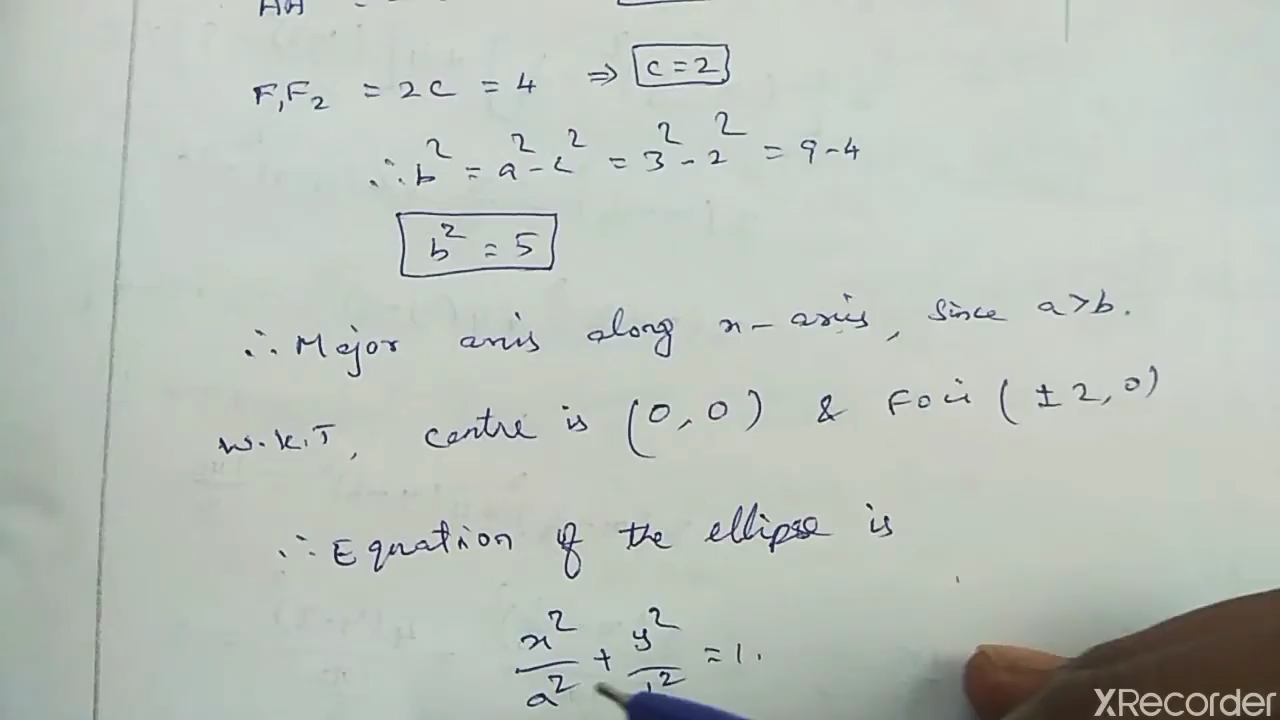 F₁F₂ = 2c = 4 ⇒ c = 2
∴ b² = a² - c² = 3² - 2² = 9 - 4
b² = 5
∴ Major axis along x-axis, since a>b.
W.K.T, centre is (0,0) & Foci (±2,0)
∴ Equation of the ellipse is
x²/a² + y²/b² = 1.
XRecorder